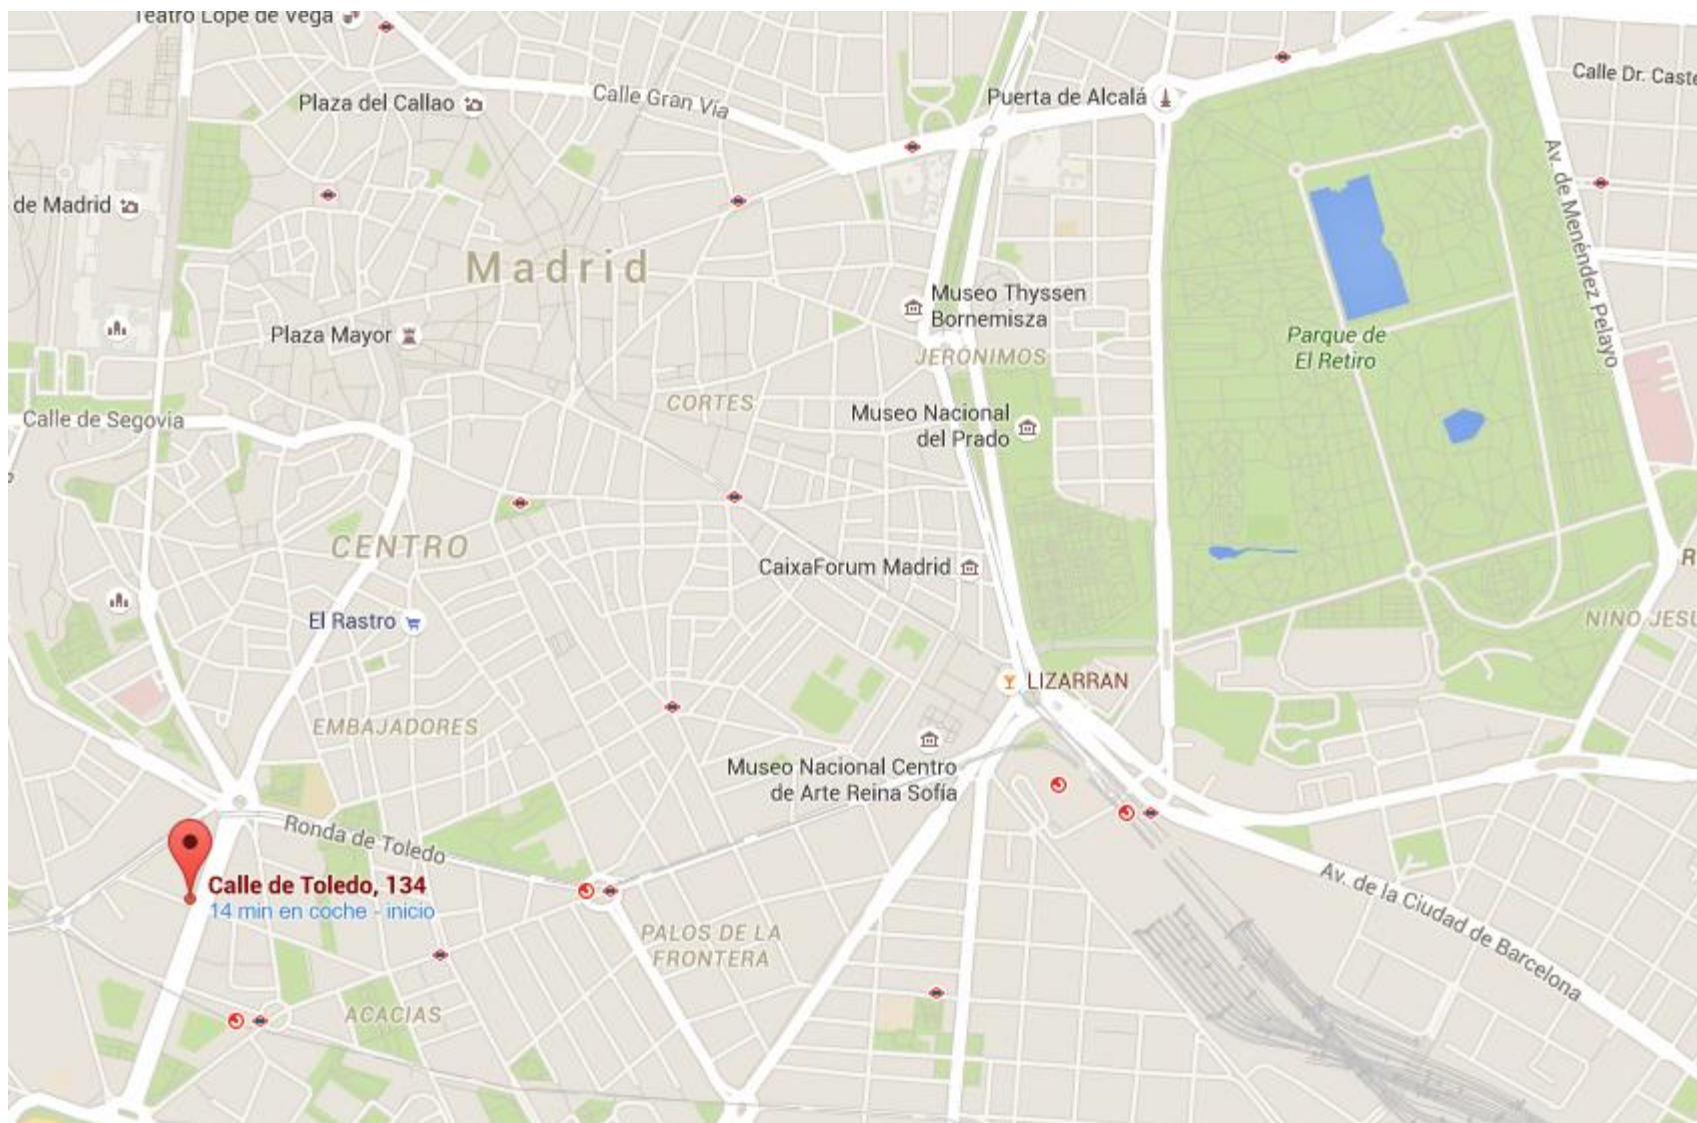 Teatro Lope de Vega
Plaza del Callao
Calle Gran Vía
Puerta de Alcalá
Calle Dr. Caste
Av. de Menéndez Pelayo
de Madrid
Madrid
Museo Thyssen
Bornemisza
Plaza Mayor
JERÓNIMOS
Parque de
El Retiro
CORTES
Calle de Segovia
Museo Nacional
del Prado
CENTRO
CaixaForum Madrid
R
El Rastro
NIÑO JESÚ
LIZARRAN
EMBAJADORES
Museo Nacional Centro
de Arte Reina Sofía
Ronda de Toledo
Calle de Toledo, 134
14 min en coche - inicio
Av. de la Ciudad de Barcelona
PALOS DE LA
FRONTERA
ACACIAS